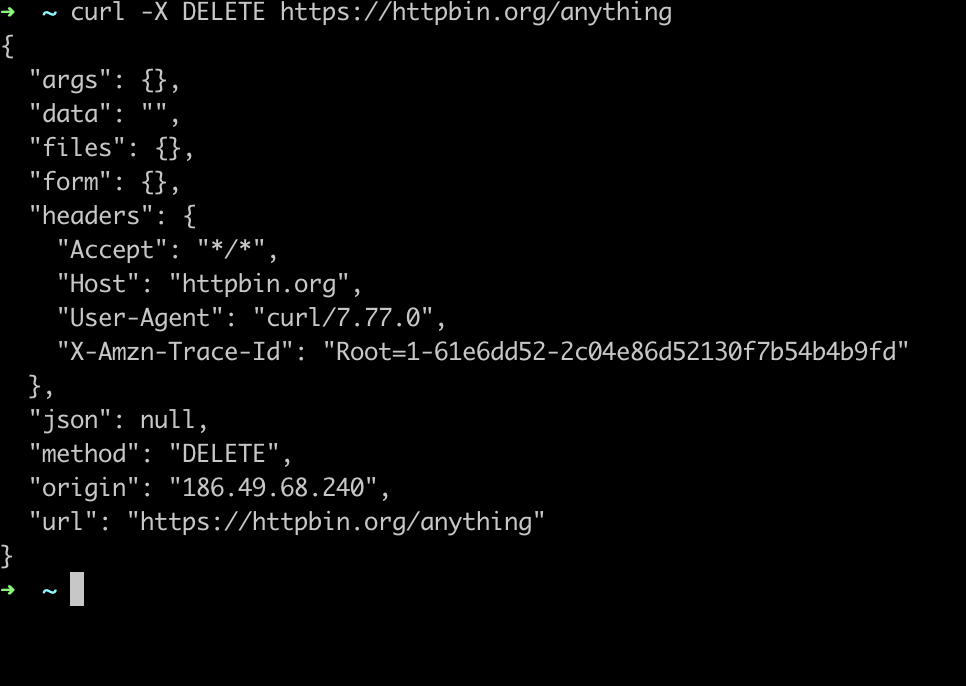 ➜  ~ curl -X DELETE https://httpbin.org/anything
{
  "args": {},
  "data": "",
  "files": {},
  "form": {},
  "headers": {
    "Accept": "*/*",
    "Host": "httpbin.org",
    "User-Agent": "curl/7.77.0",
    "X-Amzn-Trace-Id": "Root=1-61e6dd52-2c04e86d52130f7b54b4b9fd"
  },
  "json": null,
  "method": "DELETE",
  "origin": "186.49.68.240",
  "url": "https://httpbin.org/anything"
}
➜  ~